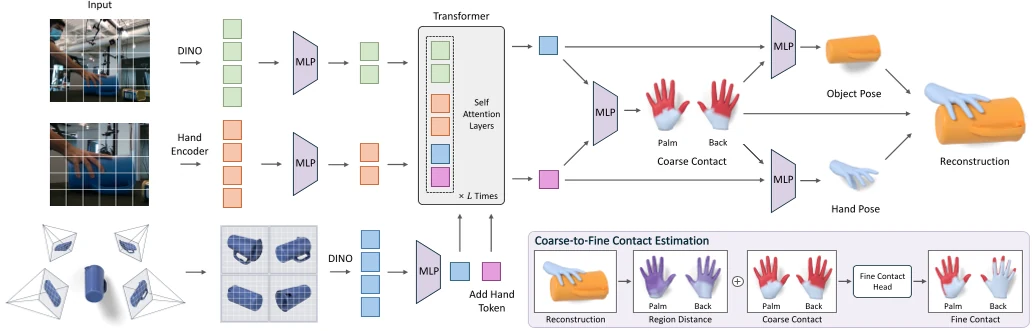 Input
DINO
MLP
Hand
Encoder
MLP
DINO
MLP
Add Hand
Token
Transformer
Self
Attention
Layers
× L Times
MLP
Palm
Back
Coarse Contact
MLP
Object Pose
MLP
Hand Pose
Reconstruction
Coarse-to-Fine Contact Estimation
Reconstruction
Palm
Back
Region Distance
Palm
Back
Coarse Contact
Fine Contact
Head
Palm
Back
Fine Contact